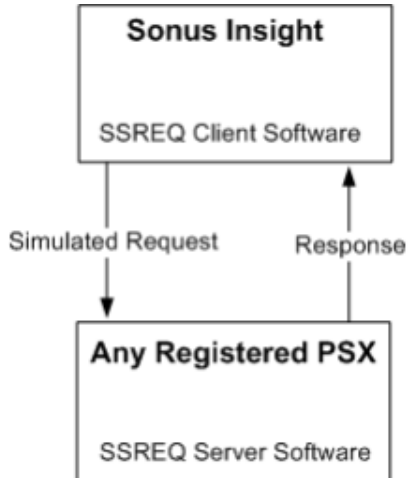 Sonus Insight
SSREQ Client Software
Simulated Request
Response
Any Registered PSX
SSREQ Server Software